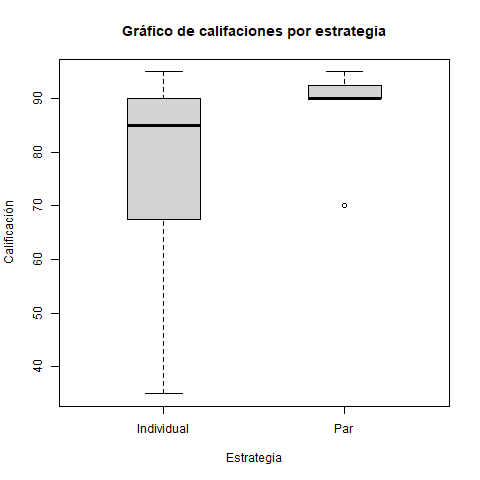 Gráfico de califaciones por estrategia
Calificación
90
80
70
60
50
40
Individual
Par
Estrategia